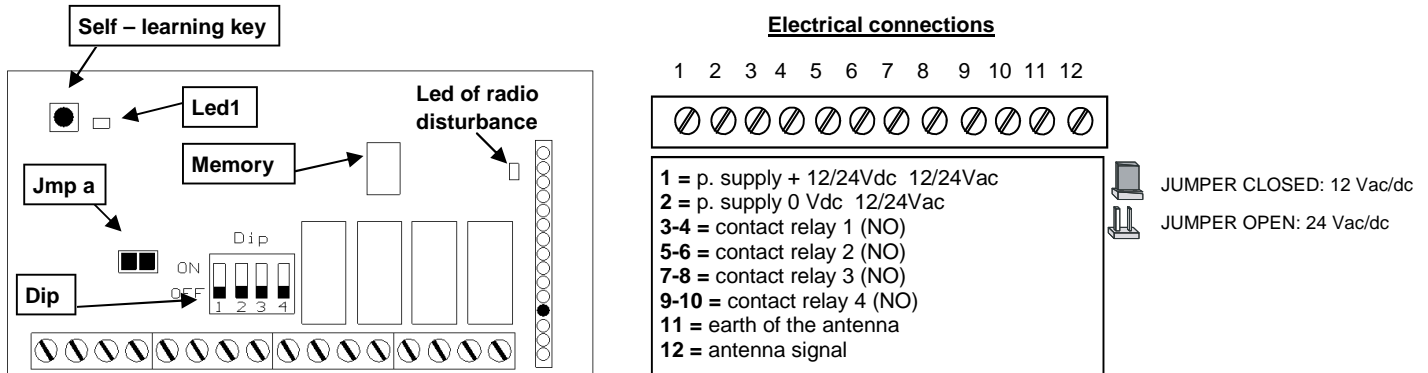 Self – learning key
Led1
Led of radio
disturbance
Memory
Jmp a
Dip
ON
OFF
Dip
1 2 3 4
Electrical connections
1 2 3 4 5 6 7 8 9 10 11 12
1 = p. supply + 12/24Vdc 12/24Vac
2 = p. supply 0 Vdc 12/24Vac
3-4 = contact relay 1 (NO)
5-6 = contact relay 2 (NO)
7-8 = contact relay 3 (NO)
9-10 = contact relay 4 (NO)
11 = earth of the antenna
12 = antenna signal
JUMPER CLOSED: 12 Vac/dc
JUMPER OPEN: 24 Vac/dc